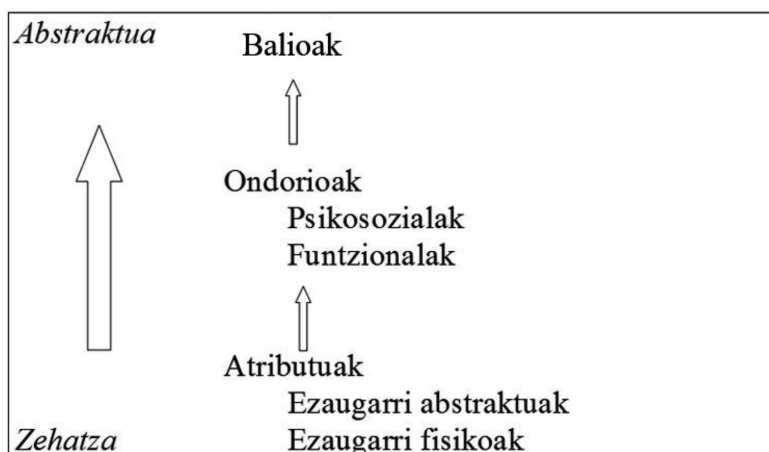 Abstraktua
Balioak
Ondorioak
Psikosozialak
Funtzionalak
Atributuak
Ezaugarri abstraktuak
Zehatza
Ezaugarri fisikoak